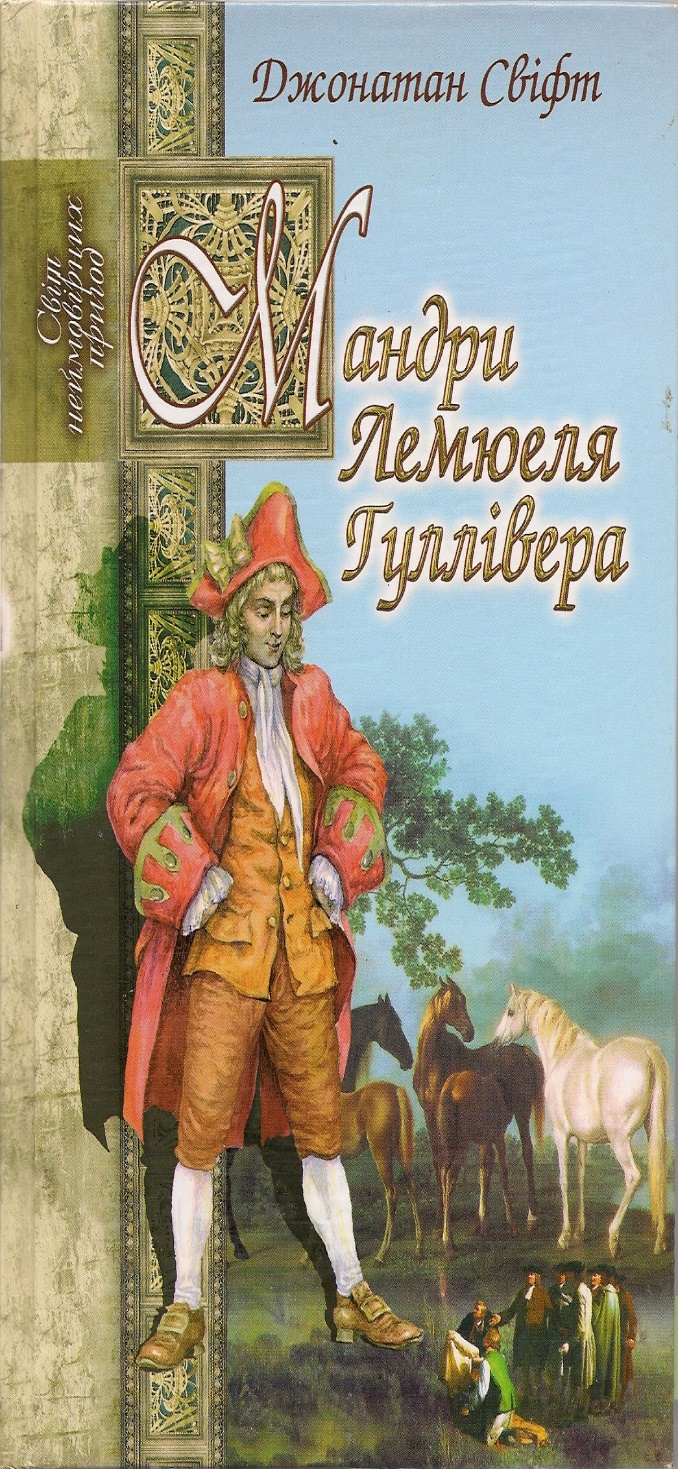 Джонатан Свіфт
Світ
неймовірних
пригод
Мандри
Лемюеля
Гуллівера